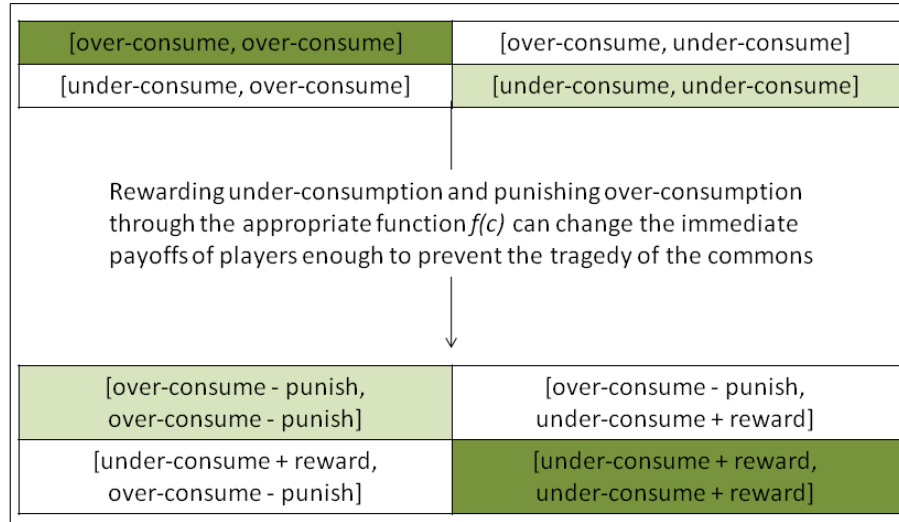 [over-consume, over-consume] [over-consume, under-consume]
[under-consume, over-consume] [under-consume, under-consume]
Rewarding under-consumption and punishing over-consumption
through the appropriate function f(c) can change the immediate
payoffs of players enough to prevent the tragedy of the commons
[over-consume - punish,
over-consume - punish]
[over-consume - punish,
under-consume + reward]
[under-consume + reward,
over-consume - punish]
[under-consume + reward,
under-consume + reward]